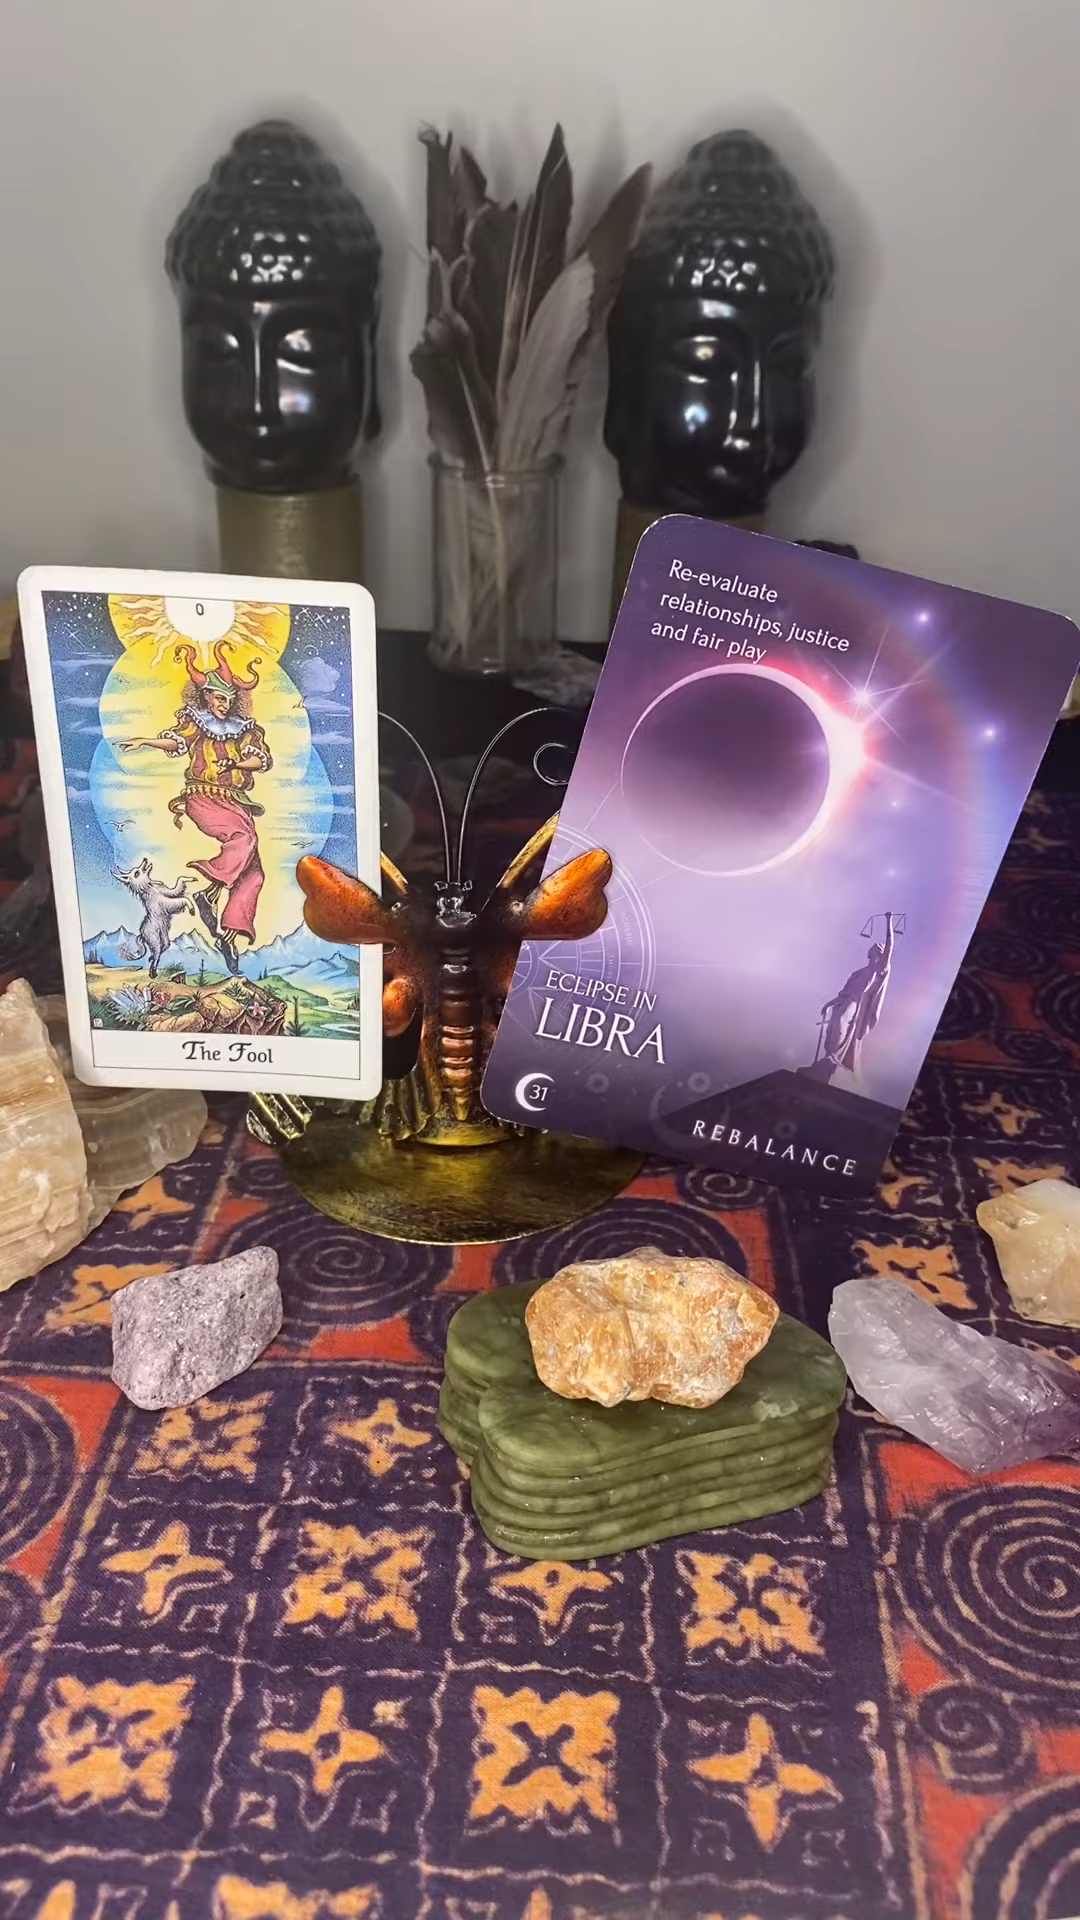 0
The Fool
Re-evaluate
relationships, justice
and fair play
ECLIPSE IN
LIBRA
31
REBALANCE